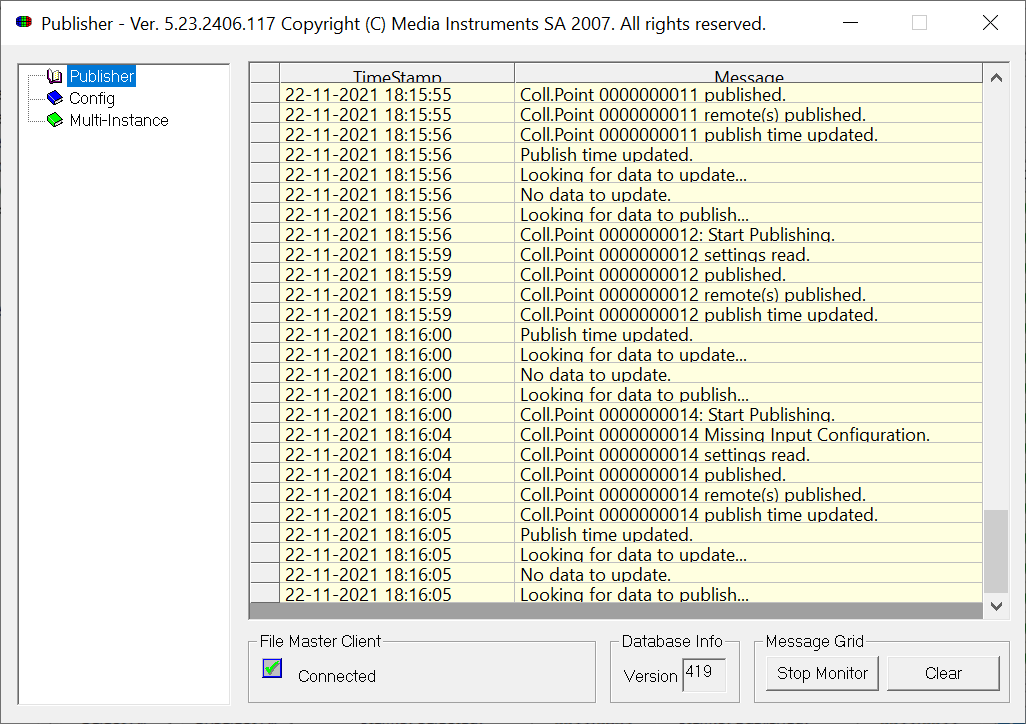 Publisher - Ver. 5.23.2406.117 Copyright (C) Media Instruments SA 2007. All rights reserved.
Publisher
Config
Multi-Instance
TimeStamp Message
22-11-2021 18:15:55 Coll.Point 0000000011 published.
22-11-2021 18:15:55 Coll.Point 0000000011 remote(s) published.
22-11-2021 18:15:56 Coll.Point 0000000011 publish time updated.
22-11-2021 18:15:56 Publish time updated.
22-11-2021 18:15:56 Looking for data to update...
22-11-2021 18:15:56 No data to update.
22-11-2021 18:15:56 Looking for data to publish...
22-11-2021 18:15:56 Coll.Point 0000000012: Start Publishing.
22-11-2021 18:15:59 Coll.Point 0000000012 settings read.
22-11-2021 18:15:59 Coll.Point 0000000012 published.
22-11-2021 18:15:59 Coll.Point 0000000012 remote(s) published.
22-11-2021 18:15:59 Coll.Point 0000000012 publish time updated.
22-11-2021 18:16:00 Publish time updated.
22-11-2021 18:16:00 Looking for data to update...
22-11-2021 18:16:00 No data to update.
22-11-2021 18:16:00 Looking for data to publish...
22-11-2021 18:16:00 Coll.Point 0000000014: Start Publishing.
22-11-2021 18:16:04 Coll.Point 0000000014 Missing Input Configuration.
22-11-2021 18:16:04 Coll.Point 0000000014 settings read.
22-11-2021 18:16:04 Coll.Point 0000000014 published.
22-11-2021 18:16:04 Coll.Point 0000000014 remote(s) published.
22-11-2021 18:16:05 Coll.Point 0000000014 publish time updated.
22-11-2021 18:16:05 Publish time updated.
22-11-2021 18:16:05 Looking for data to update...
22-11-2021 18:16:05 No data to update.
22-11-2021 18:16:05 Looking for data to publish...
File Master Client Database Info Message Grid
Connected Version 419 Stop Monitor Clear